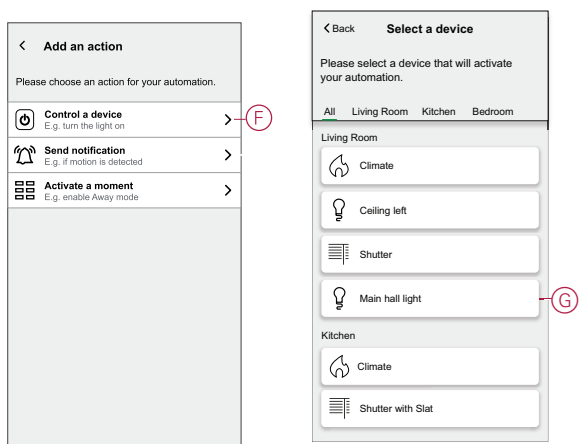 Add an action
Please choose an action for your automation.
Control a device
E.g. turn the light on
F
Send notification
E.g. if motion is detected
Activate a moment
E.g. enable Away mode
Back
Select a device
Please select a device that will activate
your automation.
All Living Room Kitchen Bedroom
Living Room
Climate
Ceiling left
Shutter
Main hall light
G
Kitchen
Climate
Shutter with Slat